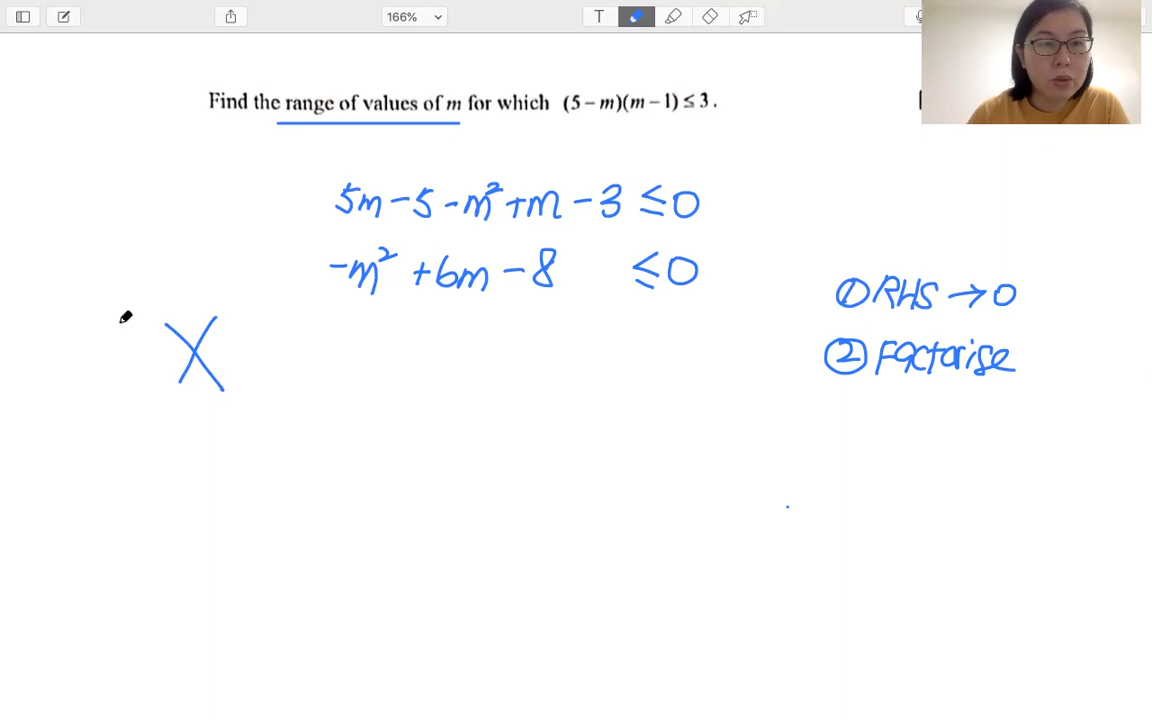 166%
T
Find the range of values of m for which (5 − m)(m − 1) ≤ 3.
5m − 5 − m² + m − 3 ≤ 0
−m² + 6m − 8 ≤ 0
① RHS → 0
② Factorise